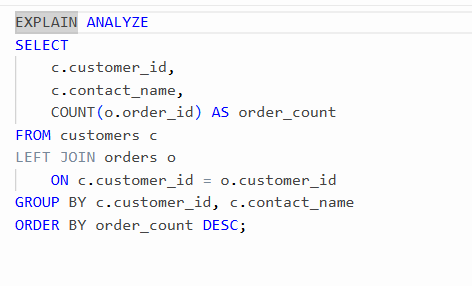 EXPLAIN ANALYZE
SELECT
    c.customer_id,
    c.contact_name,
    COUNT(o.order_id) AS order_count
FROM customers c
LEFT JOIN orders o
    ON c.customer_id = o.customer_id
GROUP BY c.customer_id, c.contact_name
ORDER BY order_count DESC;